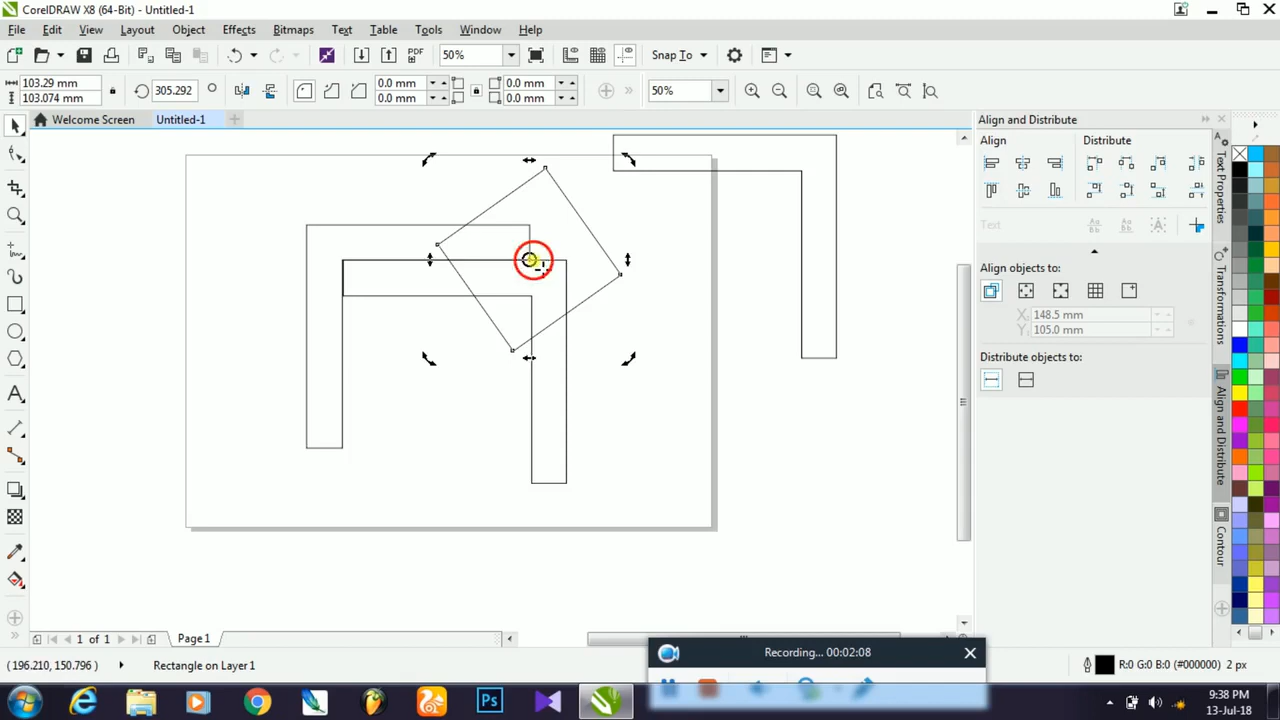 CorelDRAW X8 (64-Bit) - Untitled-1
File Edit View Layout Object Effects Bitmaps Text Table Tools Window Help
PDF 50% Snap To
103.29 mm
103.074 mm
305.292
0.0 mm
0.0 mm
0.0 mm
0.0 mm
50%
Welcome Screen Untitled-1
Align and Distribute
Align Distribute
Text
Align objects to:
X: 148.5 mm
Y: 105.0 mm
Distribute objects to:
Text Properties
Transformations
Align and Distribute
Contour
1 of 1 Page 1
Recording... 00:02:08
(196.210, 150.796) Rectangle on Layer 1
R:0 G:0 B:0 (#000000) 2 px
Ps
9:38 PM
13-Jul-18